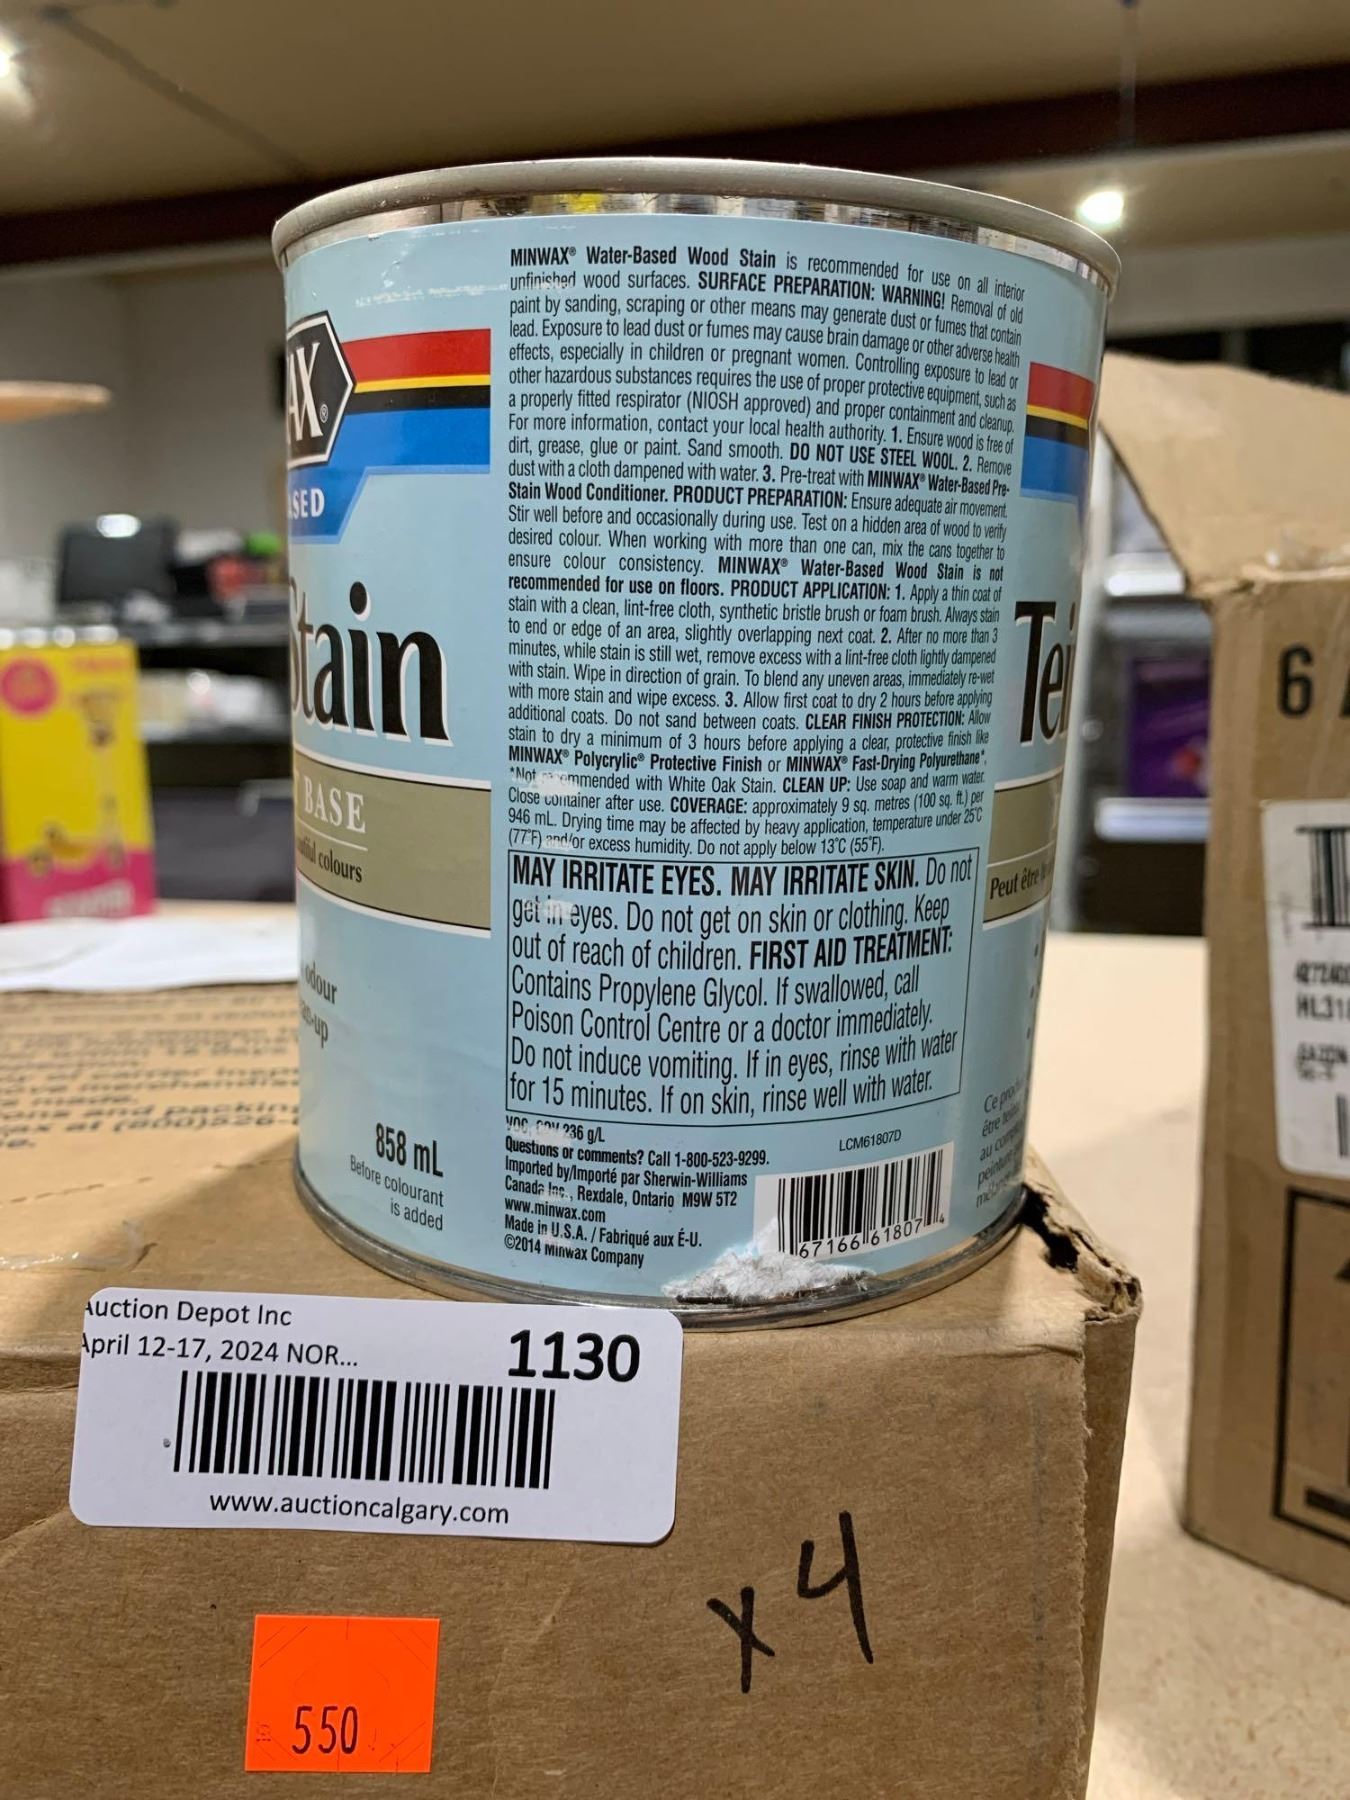 MINWAX® Water-Based Wood Stain is recommended for use on all interior
unfinished wood surfaces. SURFACE PREPARATION: WARNING! Removal of old
paint by sanding, scraping or other means may generate dust or fumes that contain
lead. Exposure to lead dust or fumes may cause brain damage or other adverse health
effects, especially in children or pregnant women. Controlling exposure to lead or
other hazardous substances requires the use of proper protective equipment, such as
a properly fitted respirator (NIOSH approved) and proper containment and cleanup.
For more information, contact your local health authority. 1. Ensure wood is free of
dirt, grease, glue or paint. Sand smooth. DO NOT USE STEEL WOOL. 2. Remove
dust with a cloth dampened with water. 3. Pre-treat with MINWAX® Water-Based Pre-
Stain Wood Conditioner. PRODUCT PREPARATION: Ensure adequate air movement.
Stir well before and occasionally during use. Test on a hidden area of wood to verify
desired colour. When working with more than one can, mix the cans together to
ensure colour consistency. MINWAX® Water-Based Wood Stain is not
recommended for use on floors. PRODUCT APPLICATION: 1. Apply a thin coat of
stain with a clean, lint-free cloth, synthetic bristle brush or foam brush. Always stain
to end or edge of an area, slightly overlapping next coat. 2. After no more than 3
minutes, while stain is still wet, remove excess with a lint-free cloth lightly dampened
with stain. Wipe in direction of grain. To blend any uneven areas, immediately re-wet
with more stain and wipe excess. 3. Allow first coat to dry 2 hours before applying
additional coats. Do not sand between coats. CLEAR FINISH PROTECTION: Allow
stain to dry a minimum of 3 hours before applying a clear, protective finish like
MINWAX® Polycrylic® Protective Finish or MINWAX® Fast-Drying Polyurethane*.
*Not with White Oak Stain. CLEAN UP: Use soap and warm water.
Close container after use. COVERAGE: approximately 9 sq. metres (100 sq. ft.) per
946 mL. Drying time may be affected by heavy application, temperature under 25°C
(77°F) and/or excess humidity. Do not apply below 13°C (55°F).
MAY IRRITATE EYES. MAY IRRITATE SKIN. Do not
get in eyes. Do not get on skin or clothing. Keep
out of reach of children. FIRST AID TREATMENT:
Contains Propylene Glycol. If swallowed, call
Poison Control Centre or a doctor immediately.
Do not induce vomiting. If in eyes, rinse with water
for 15 minutes. If on skin, rinse well with water.
VOC, COV 236 g/L
Questions or comments? Call 1-800-523-9299.
Imported by/Importé par Sherwin-Williams
Canada Inc., Rexdale, Ontario M9W 5T2
www.minwax.com
Made in U.S.A. / Fabriqué aux É-U.
©2014 Minwax Company
LCM61807D
67166 61807 4
AX®
ASED
Stain
BASE
colours
odour
-up
858 mL
Before colourant
is added
Tei
Peut être
Ce
être
au
Auction Depot Inc
April 12-17, 2024 NOR...
1130
www.auctioncalgary.com
x4
550
6
HL31